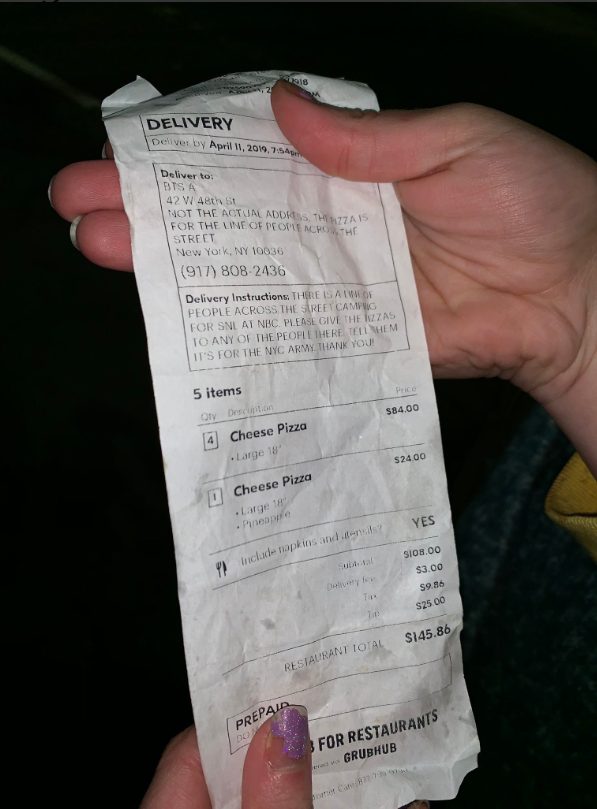 DELIVERY
Deliver by April 11, 2019, 7:54pm
Deliver to:
BTS A
42 W 48th St
NOT THE ACTUAL ADDRESS, THE PIZZA IS
FOR THE LINE OF PEOPLE ACROSS THE
STREET
New York, NY 10036
(917) 808-2436
Delivery Instructions: THERE IS A LINE OF
PEOPLE ACROSS THE STREET CAMPING
FOR SNL AT NBC. PLEASE GIVE THE PIZZAS
TO ANY OF THE PEOPLE THERE. TELL THEM
IT'S FOR THE NYC ARMY. THANK YOU!
5 items
Qty Description Price
4 Cheese Pizza $84.00
• Large 18"
1 Cheese Pizza $24.00
• Large 18"
• Pineapple
Include napkins and utensils? YES
Subtotal $108.00
Delivery fee $3.00
Tax $9.86
Tip $25.00
RESTAURANT TOTAL $145.86
PREPAID
DO
FOR RESTAURANTS
GRUBHUB